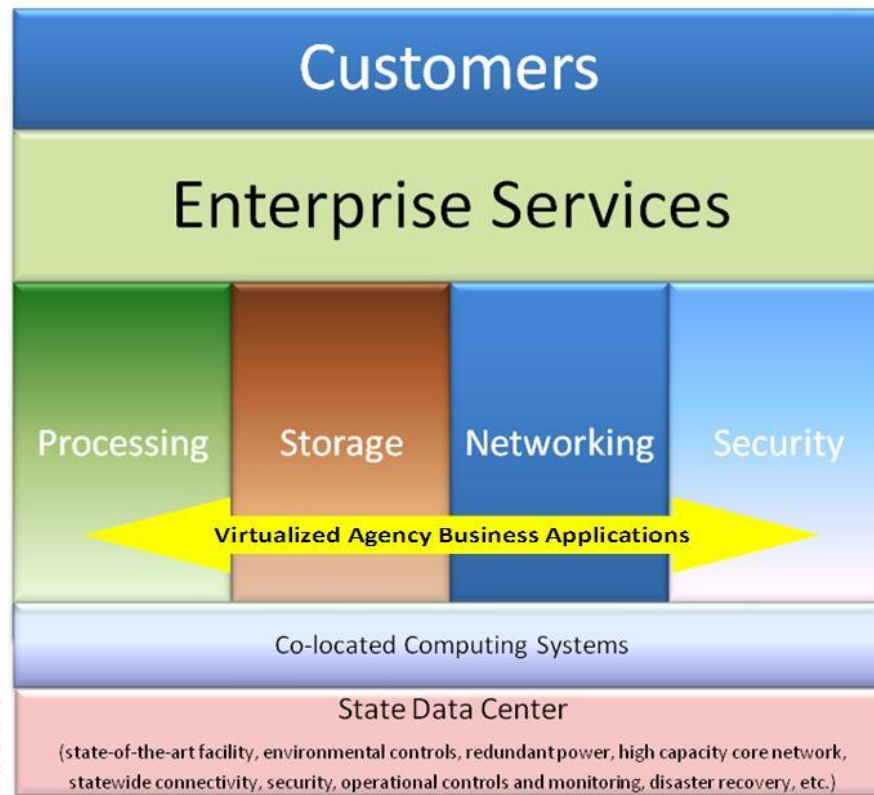 Customers
Enterprise Services
Processing Storage Networking Security
Virtualized Agency Business Applications
Co-located Computing Systems
State Data Center
(state-of-the-art facility, environmental controls, redundant power, high capacity core network,
statewide connectivity, security, operational controls and monitoring, disaster recovery, etc.)